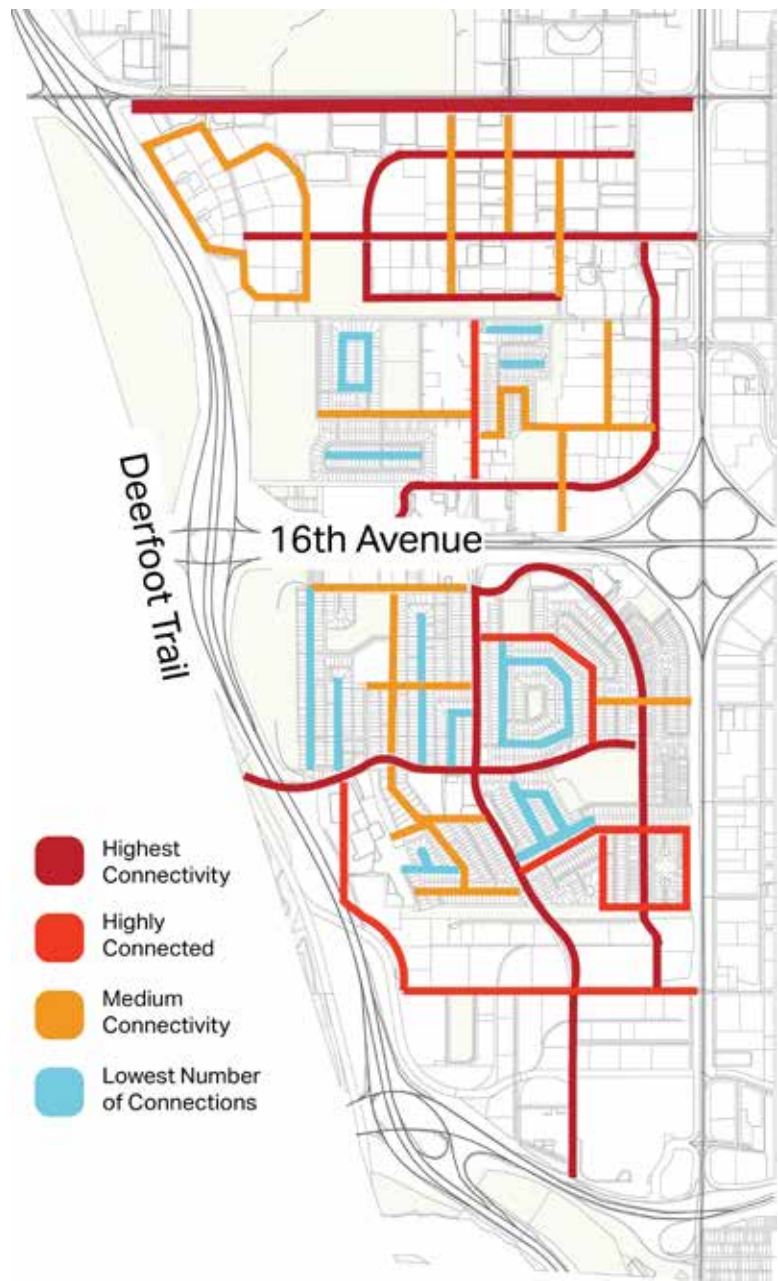 Deerfoot Trail
16th Avenue
Highest
Connectivity
Highly
Connected
Medium
Connectivity
Lowest Number
of Connections